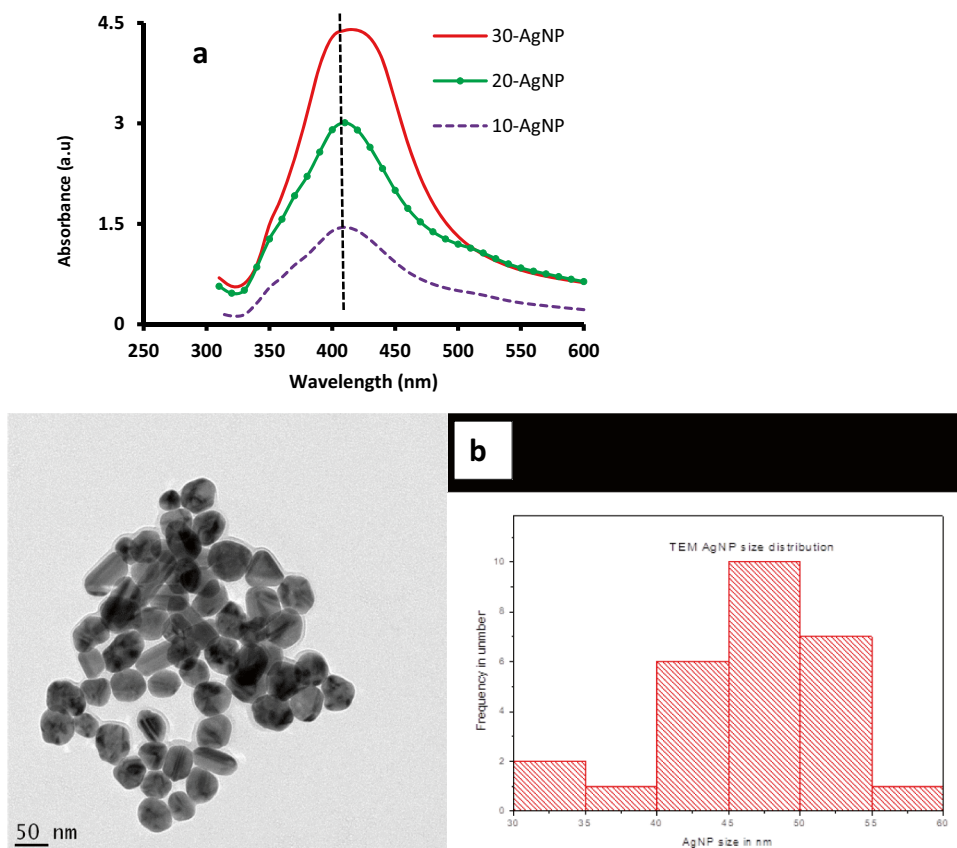 a
30-AgNP
20-AgNP
10-AgNP
Absorbance (a.u)
4.5
3
1.5
0
250 300 350 400 450 500 550 600
Wavelength (nm)
50 nm
b
TEM AgNP size distribution
Frequency in unmber
10
8
6
4
2
0
30 35 40 45 50 55 60
AgNP size in nm